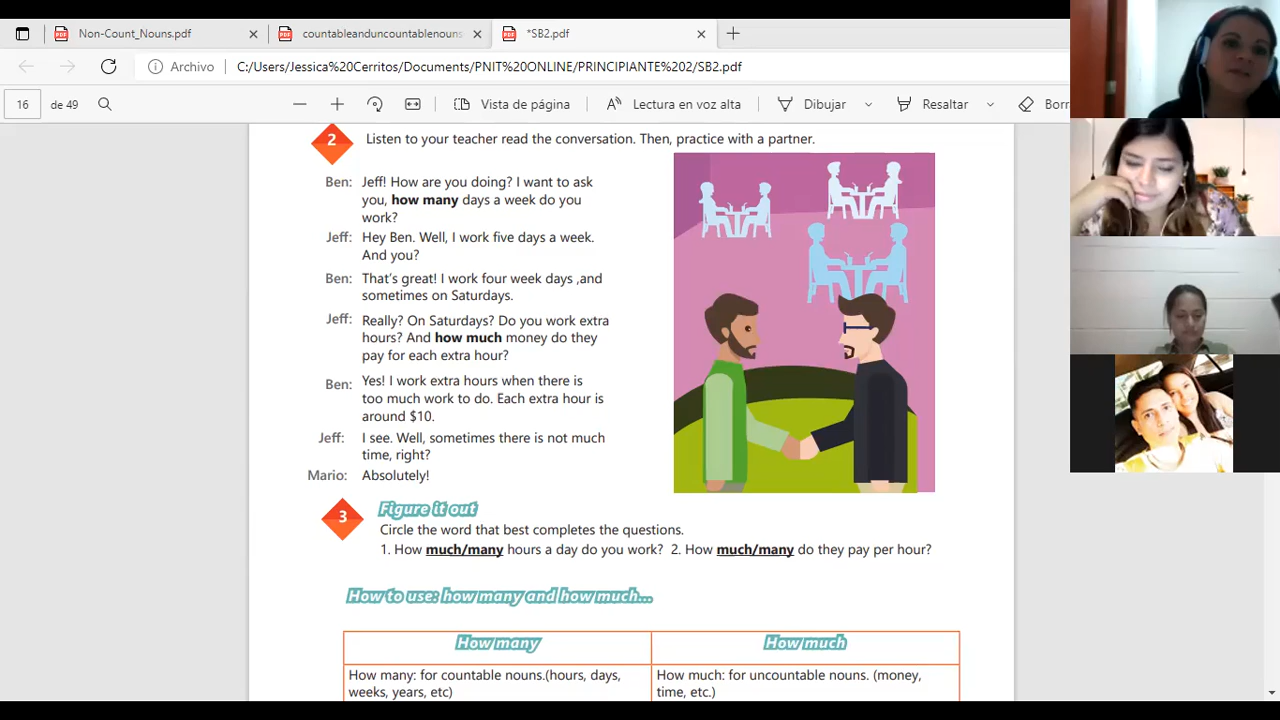 Non-Count_Nouns.pdf
countableanduncountablenouns
*SB2.pdf
Archivo
C:/Users/Jessica%20Cerritos/Documents/PNIT%20ONLINE/PRINCIPIANTE%202/SB2.pdf
16 de 49
Vista de página
Lectura en voz alta
Dibujar
Resaltar
Borr
2 Listen to your teacher read the conversation. Then, practice with a partner.
Ben: Jeff! How are you doing? I want to ask
you, how many days a week do you
work?
Jeff: Hey Ben. Well, I work five days a week.
And you?
Ben: That's great! I work four week days ,and
sometimes on Saturdays.
Jeff: Really? On Saturdays? Do you work extra
hours? And how much money do they
pay for each extra hour?
Ben: Yes! I work extra hours when there is
too much work to do. Each extra hour is
around $10.
Jeff: I see. Well, sometimes there is not much
time, right?
Mario: Absolutely!
3 Figure it out
Circle the word that best completes the questions.
1. How much/many hours a day do you work? 2. How much/many do they pay per hour?
How to use: how many and how much...
How many
How much
How many: for countable nouns.(hours, days,
weeks, years, etc)
How much: for uncountable nouns. (money,
time, etc.)